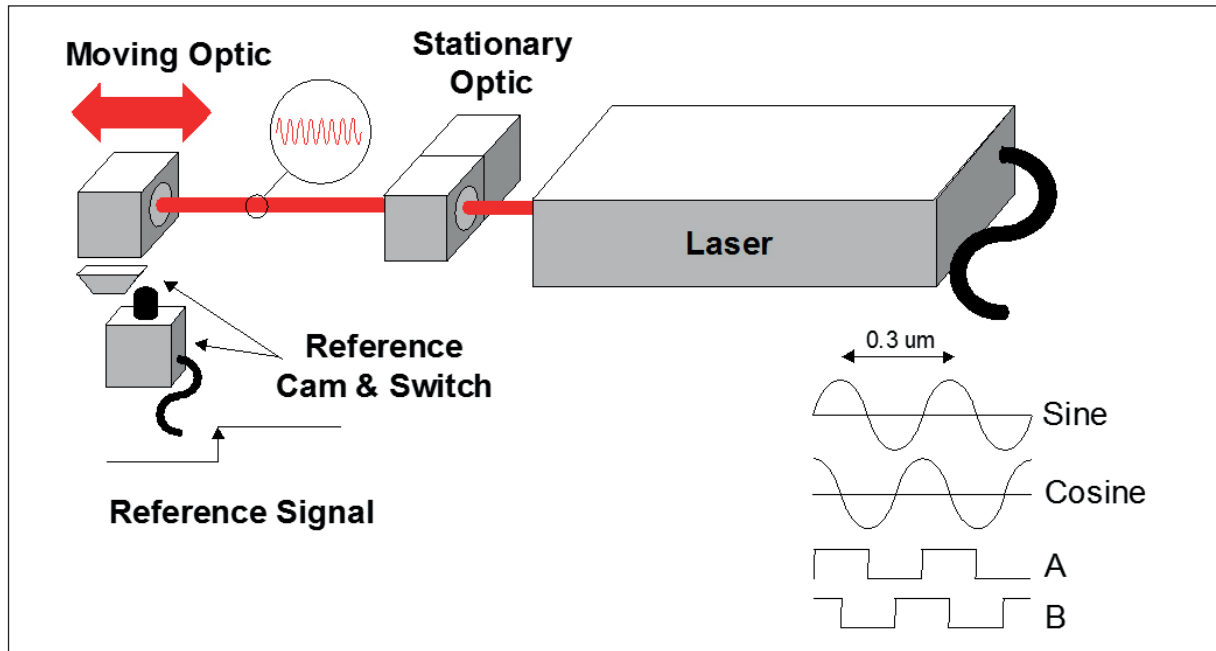 Moving Optic
Stationary
Optic
Laser
Reference
Cam & Switch
Reference Signal
0.3 um
Sine
Cosine
A
B